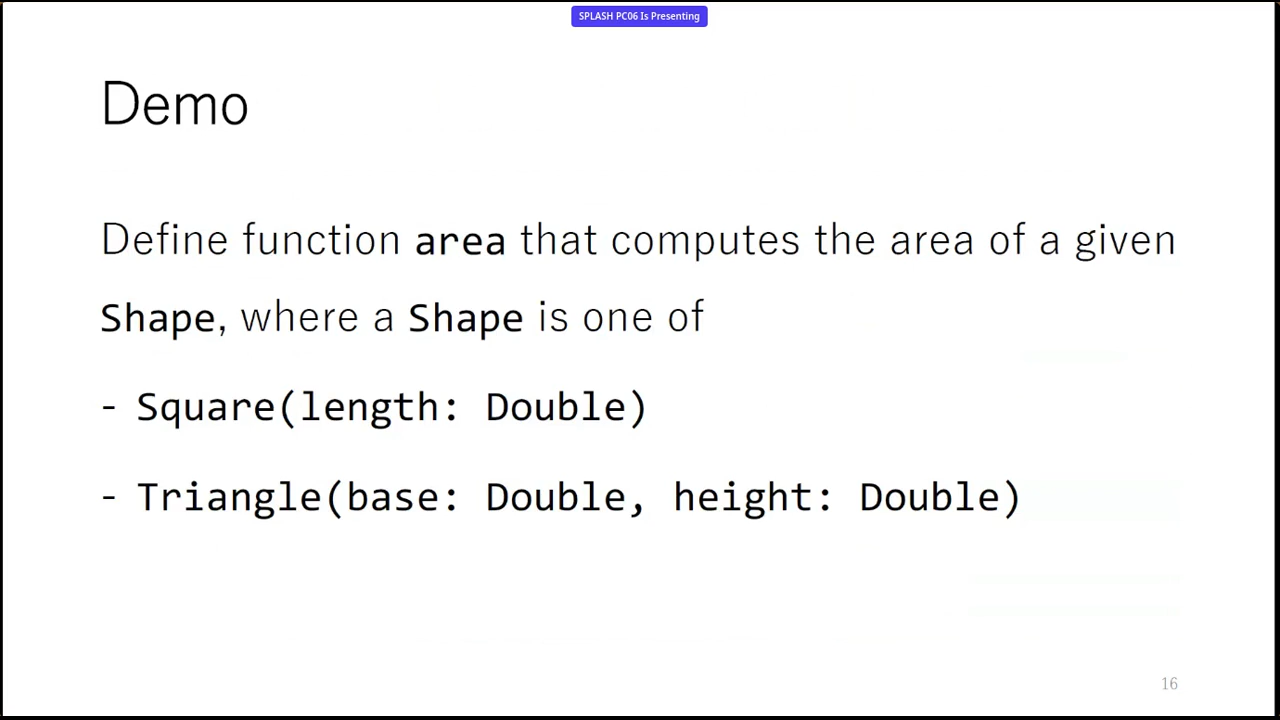 SPLASH PC06 Is Presenting
Demo
Define function area that computes the area of a given
Shape, where a Shape is one of
- Square(length: Double)
- Triangle(base: Double, height: Double)
16